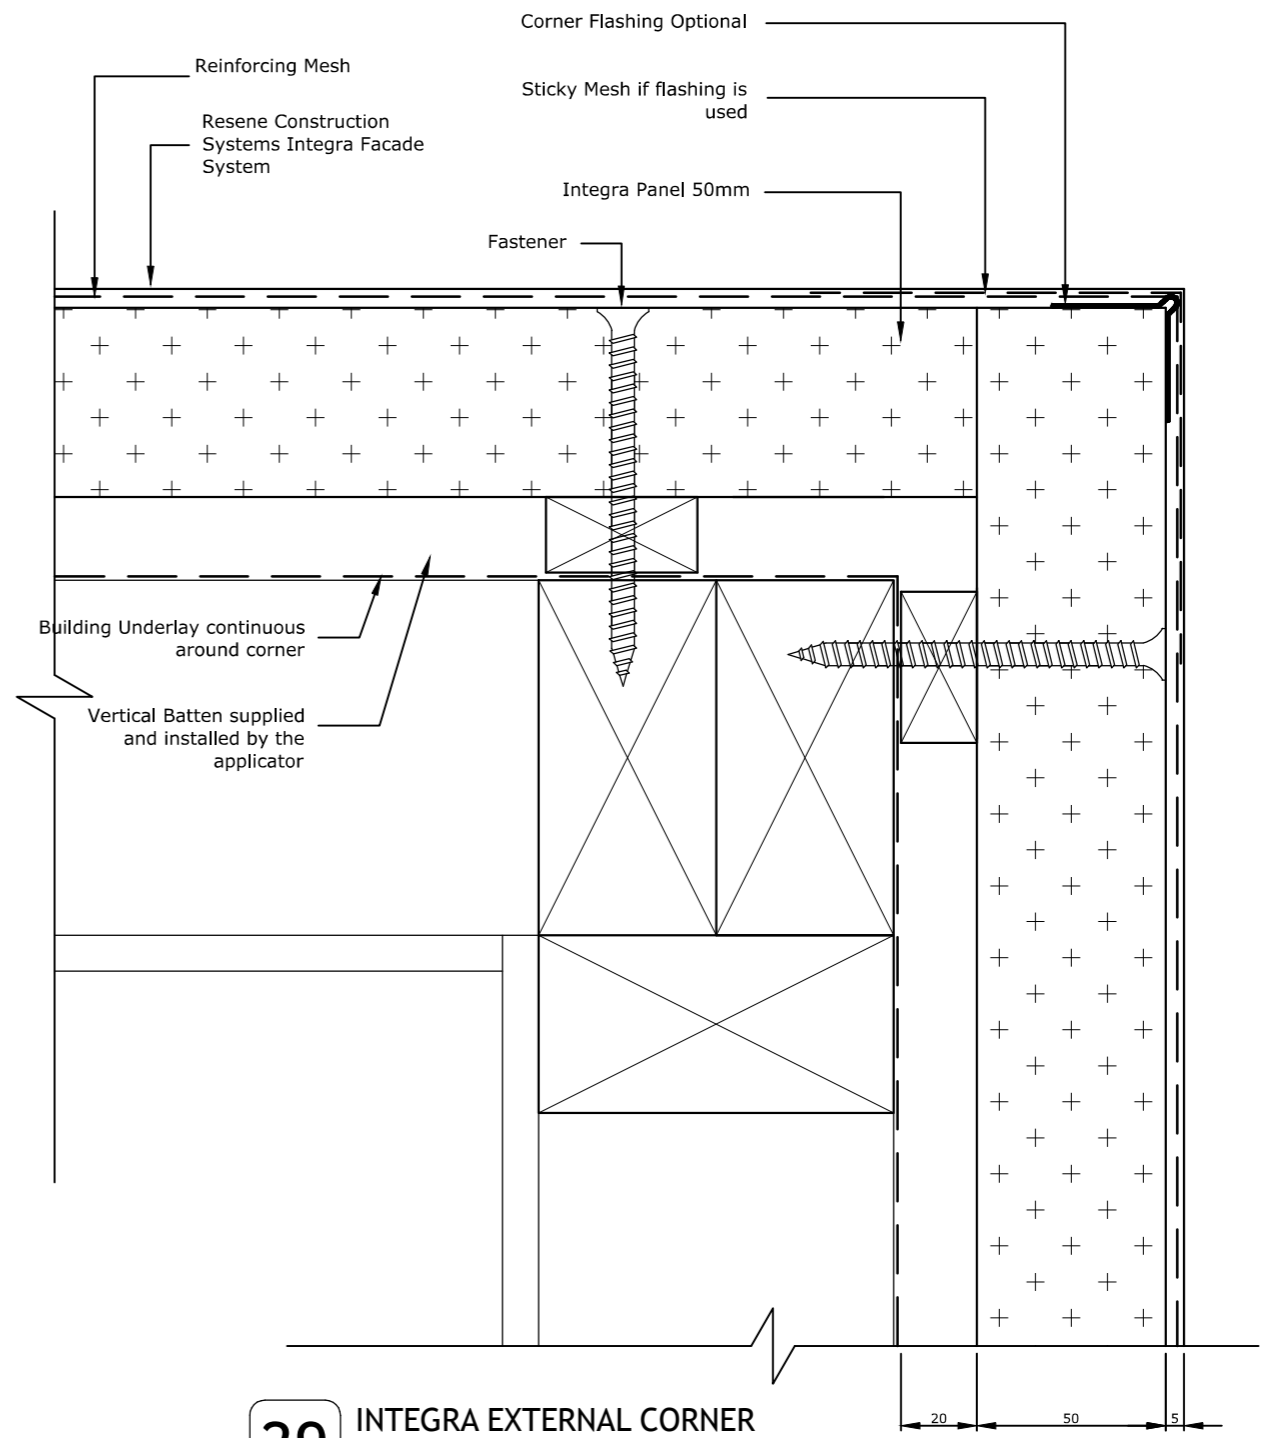 Corner Flashing Optional
Reinforcing Mesh
Sticky Mesh if flashing is
used
Resene Construction
Systems Integra Facade
System
Integra Panel 50mm
Fastener
Building Underlay continuous
around corner
Vertical Batten supplied
and installed by the
applicator
INTEGRA EXTERNAL CORNER
20 50 5